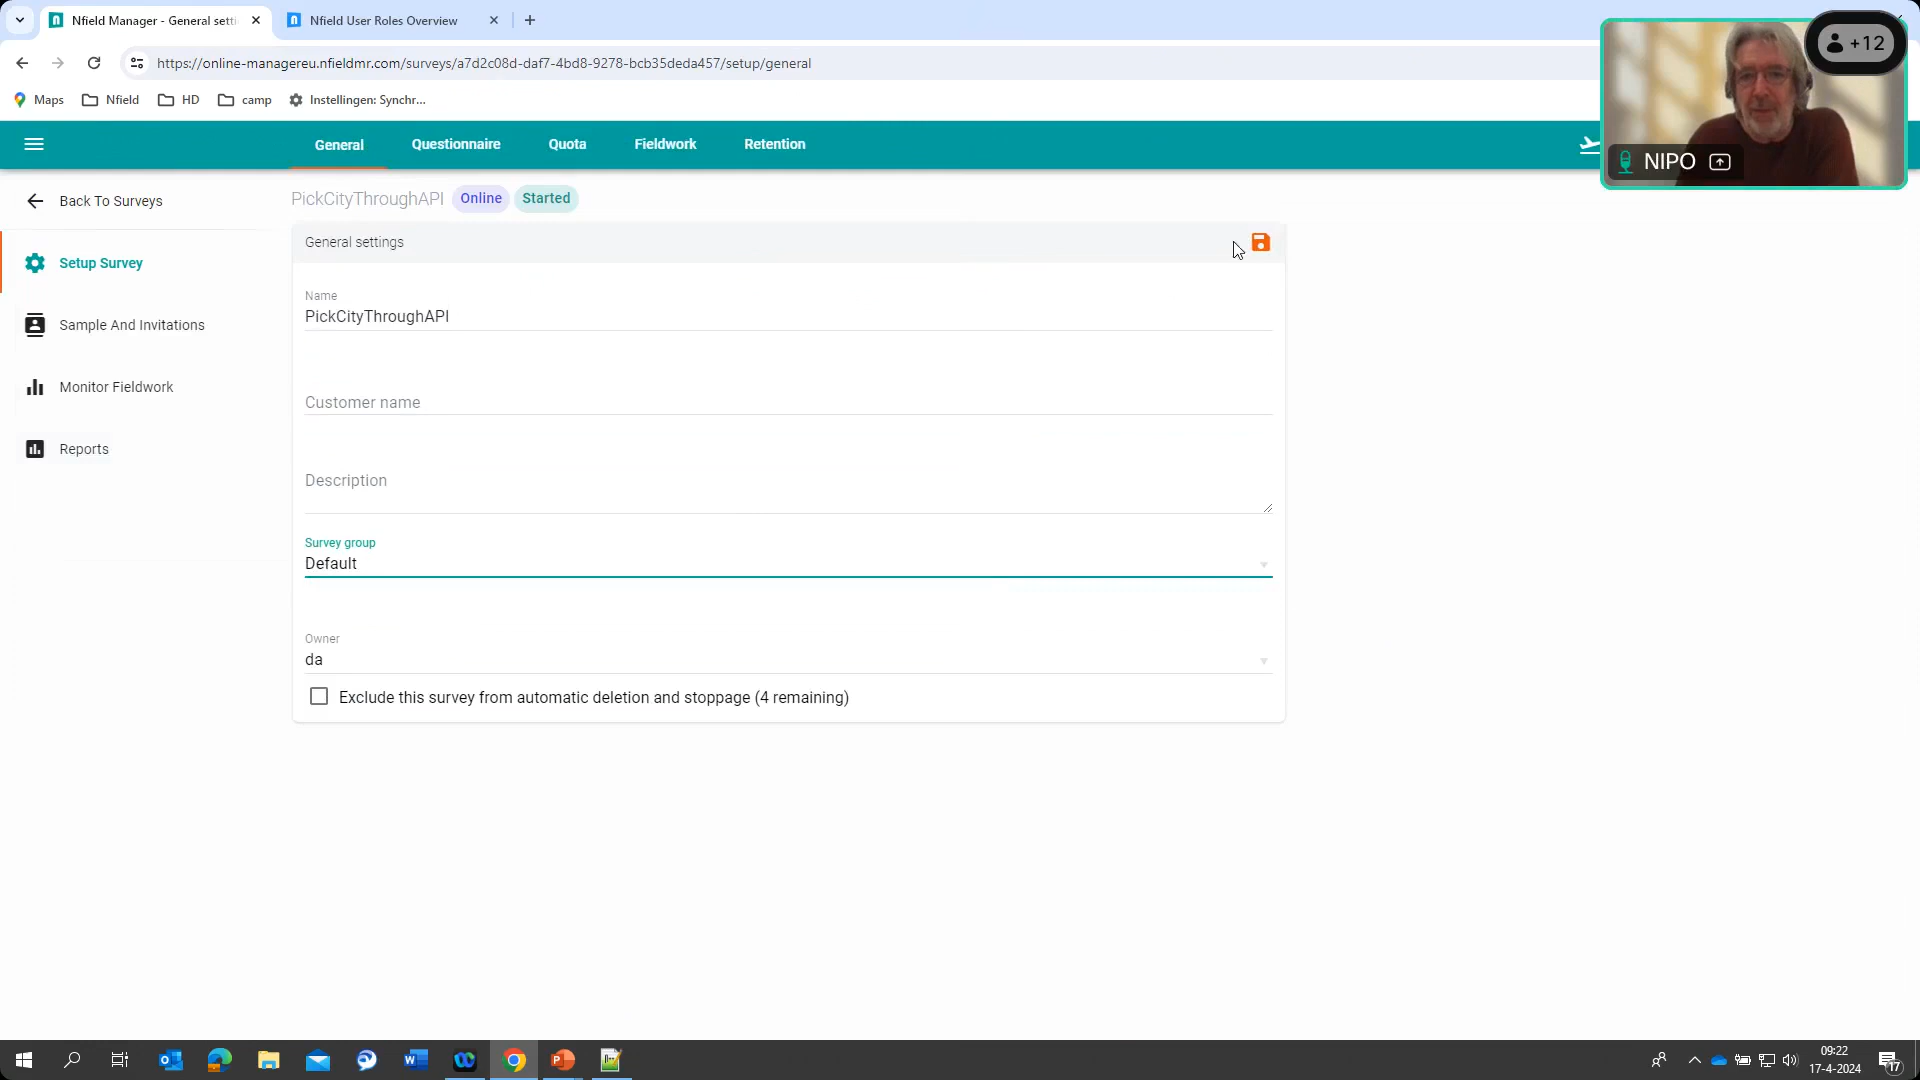 Nfield Manager - General setti
Nfield User Roles Overview
https://online-managereu.nfieldmr.com/surveys/a7d2c08d-daf7-4bd8-9278-bcb35deda457/setup/general
Maps
Nfield
HD
camp
Instellingen: Synchr...
+12
NIPO
General
Questionnaire
Quota
Fieldwork
Retention
Back To Surveys
PickCityThroughAPI
Online
Started
General settings
Setup Survey
Sample And Invitations
Monitor Fieldwork
Reports
Name
PickCityThroughAPI
Customer name
Description
Survey group
Default
Owner
da
Exclude this survey from automatic deletion and stoppage (4 remaining)
09:22
17-4-2024
17